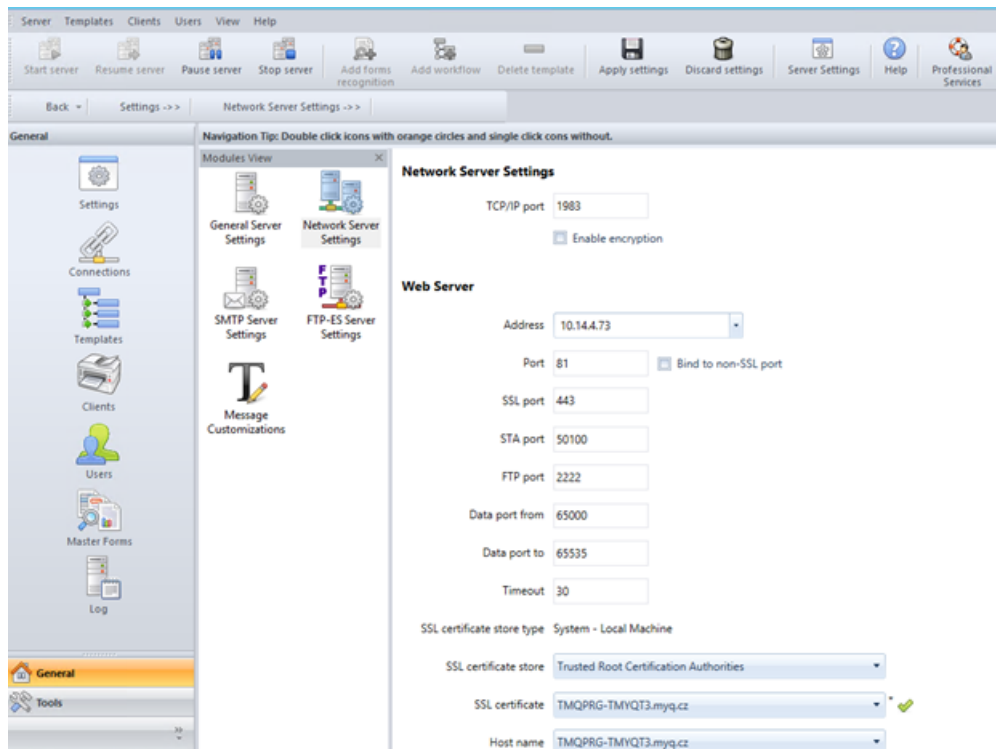 Server Templates Clients Users View Help
Start server Resume server Pause server Stop server Add forms recognition Add workflow Delete template Apply settings Discard settings Server Settings Help Professional Services
Back Settings ->> Network Server Settings ->>
General
Navigation Tip: Double click icons with orange circles and single click cons without.
Settings
Connections
Templates
Clients
Users
Master Forms
Log
General
Tools
Modules View
General Server Settings
Network Server Settings
SMTP Server Settings
FTP
FTP-ES Server Settings
Message Customizations
Network Server Settings
TCP/IP port 1983
Enable encryption
Web Server
Address 10.14.4.73
Port 81 Bind to non-SSL port
SSL port 443
STA port 50100
FTP port 2222
Data port from 65000
Data port to 65535
Timeout 30
SSL certificate store type System - Local Machine
SSL certificate store Trusted Root Certification Authorities
SSL certificate TMQPRG-TMYQT3.myq.cz *
Host name TMQPRG-TMYQT3.myq.cz